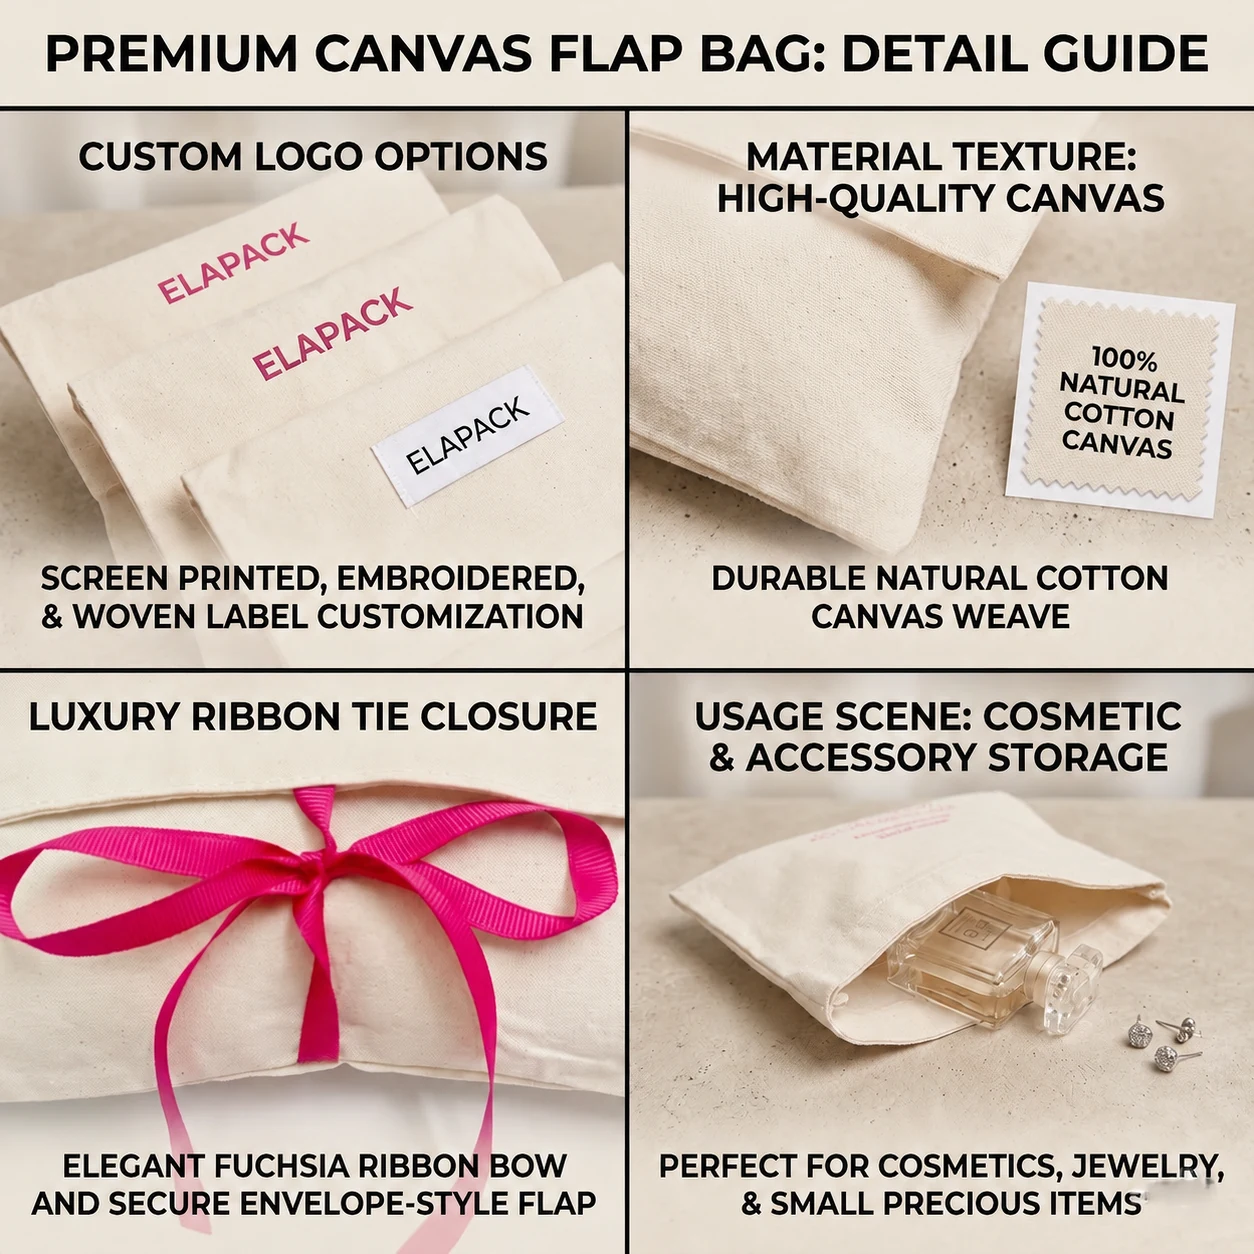 PREMIUM CANVAS FLAP BAG: DETAIL GUIDE
CUSTOM LOGO OPTIONS
ELAPACK
ELAPACK
ELAPACK
SCREEN PRINTED, EMBROIDERED,
& WOVEN LABEL CUSTOMIZATION
MATERIAL TEXTURE:
HIGH-QUALITY CANVAS
100%
NATURAL
COTTON
CANVAS
DURABLE NATURAL COTTON
CANVAS WEAVE
LUXURY RIBBON TIE CLOSURE
ELEGANT FUCHSIA RIBBON BOW
AND SECURE ENVELOPE-STYLE FLAP
USAGE SCENE: COSMETIC
& ACCESSORY STORAGE
PERFECT FOR COSMETICS, JEWELRY,
& SMALL PRECIOUS ITEMS